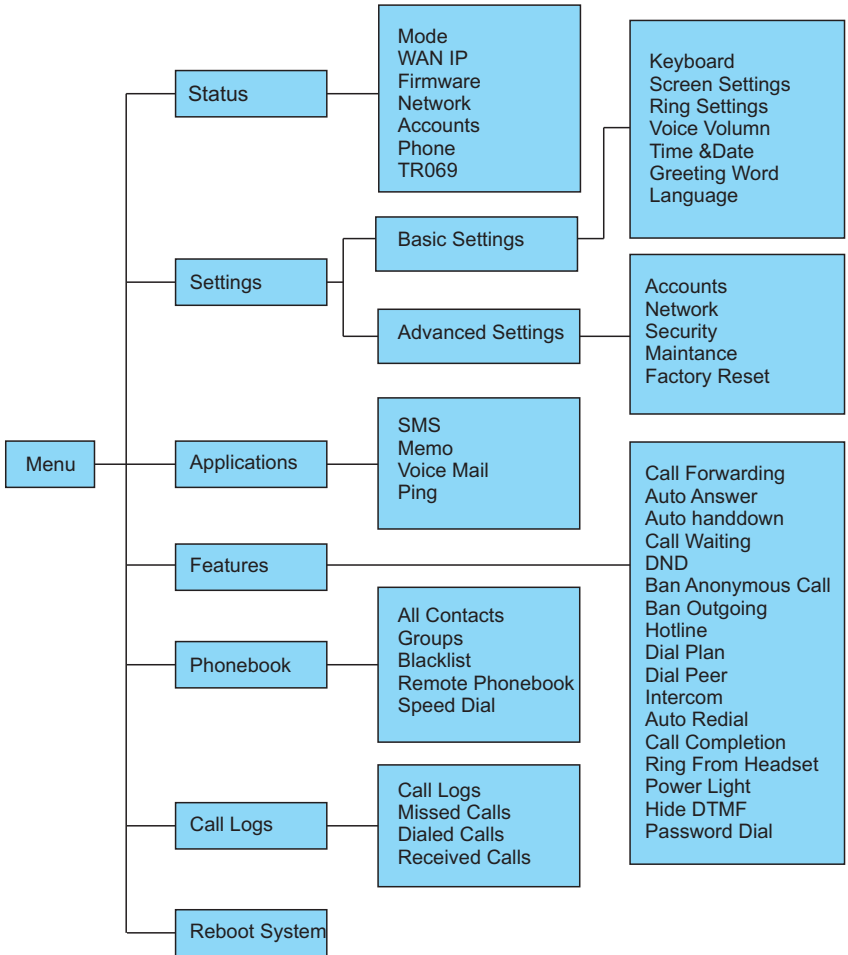 Menu
Status
Mode
WAN IP
Firmware
Network
Accounts
Phone
TR069
Settings
Basic Settings
Keyboard
Screen Settings
Ring Settings
Voice Volumn
Time &Date
Greeting Word
Language
Advanced Settings
Accounts
Network
Security
Maintance
Factory Reset
Applications
SMS
Memo
Voice Mail
Ping
Features
Call Forwarding
Auto Answer
Auto handdown
Call Waiting
DND
Ban Anonymous Call
Ban Outgoing
Hotline
Dial Plan
Dial Peer
Intercom
Auto Redial
Call Completion
Ring From Headset
Power Light
Hide DTMF
Password Dial
Phonebook
All Contacts
Groups
Blacklist
Remote Phonebook
Speed Dial
Call Logs
Call Logs
Missed Calls
Dialed Calls
Received Calls
Reboot System